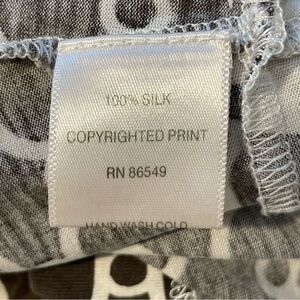 100% SILK
COPYRIGHTED PRINT
RN 86549
HAND WASH COLD